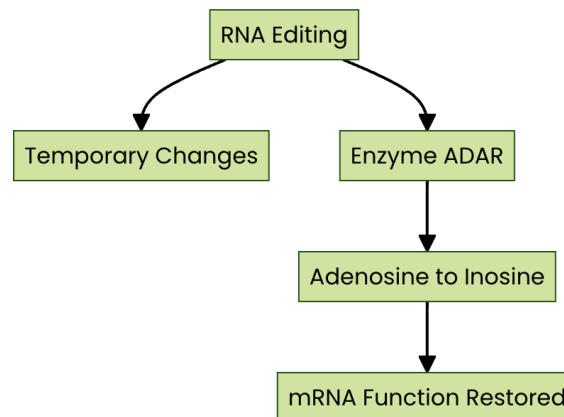 RNA Editing
Temporary Changes
Enzyme ADAR
Adenosine to Inosine
mRNA Function Restored